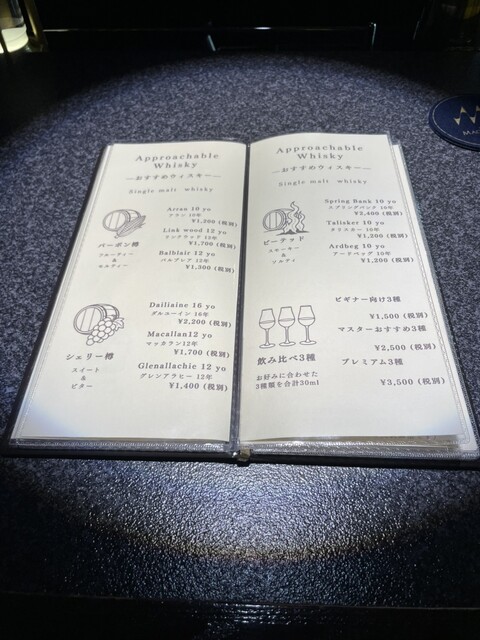 Approachable
Whisky
―おすすめウィスキー―
Single malt whisky
バーボン樽
フルーティー
&
モルティー
Arran 10 yo
アラン 10年
¥1,200 (税別)
Link wood 12 yo
リンクウッド 12年
¥1,700 (税別)
Balblair 12 yo
バルブレア 12年
¥1,300 (税別)
シェリー樽
スイート
&
ビター
Dailiaine 16 yo
ダルユーイン 16年
¥2,200 (税別)
Macallan12 yo
マッカラン12年
¥1,700 (税別)
Glenallachie 12 yo
グレンアラヒー 12年
¥1,400 (税別)
Approachable
Whisky
―おすすめウィスキー―
Single malt whisky
ピーテッド
スモーキー
&
ソルティ
Spring Bank 10 yo
スプリングバンク 10年
¥2,400 (税別)
Talisker 10 yo
タリスカー 10年
¥1,200 (税別)
Ardbeg 10 yo
アードベッグ 10年
¥1,200 (税別)
飲み比べ3種
お好みに合わせた
3種類を合計30ml
ビギナー向け3種
¥1,500 (税別)
マスターおすすめ3種
¥2,500 (税別)
プレミアム3種
¥3,500 (税別)